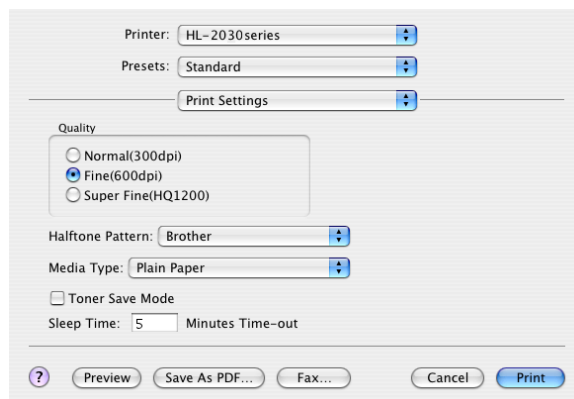 Printer: HL-2030series
Presets: Standard
Print Settings
Quality
Normal(300dpi)
Fine(600dpi)
Super Fine(HQ1200)
Halftone Pattern: Brother
Media Type: Plain Paper
Toner Save Mode
Sleep Time: 5 Minutes Time-out
? Preview Save As PDF... Fax... Cancel Print